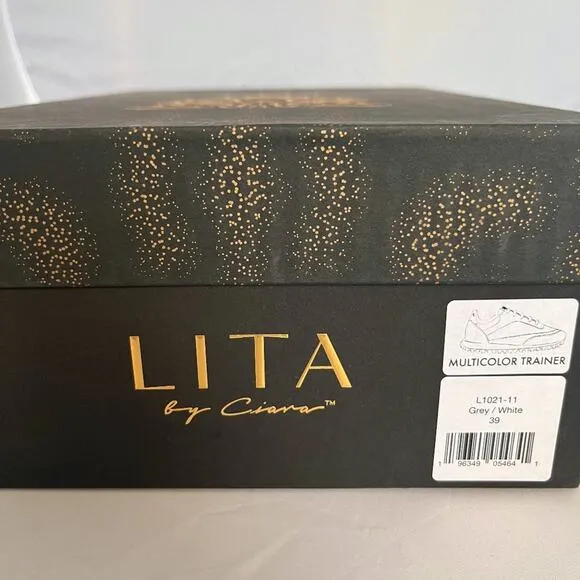 LITA
by Ciara™
MULTICOLOR TRAINER
L1021-11
Grey / White
39
1 96349 05464 1